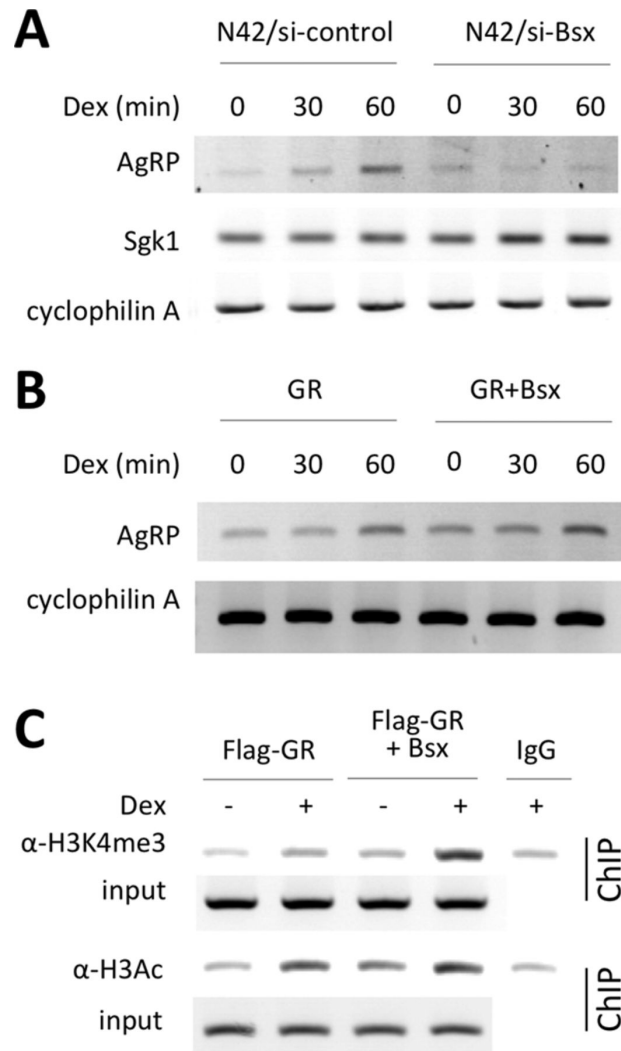 A
N42/si-control N42/si-Bsx
Dex (min) 0 30 60 0 30 60
AgRP
Sgk1
cyclophilin A
B
GR GR+Bsx
Dex (min) 0 30 60 0 30 60
AgRP
cyclophilin A
C
Flag-GR Flag-GR + Bsx IgG
Dex - + - + +
α-H3K4me3
input
ChIP
α-H3Ac
input
ChIP